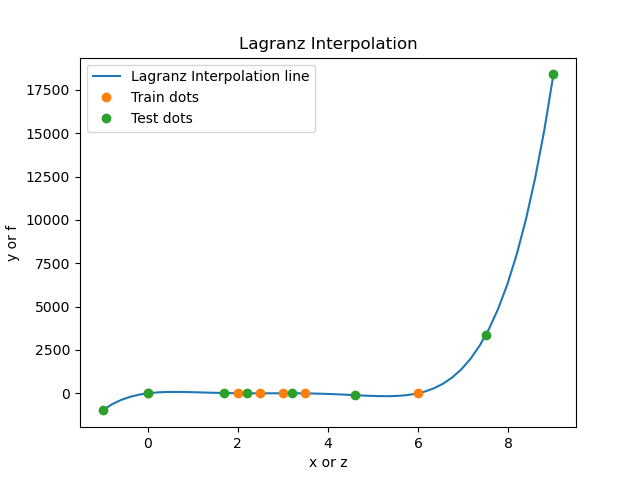 Lagranz Interpolation
Lagranz Interpolation line
Train dots
Test dots
17500
15000
12500
10000
7500
5000
2500
0
y or f
0 2 4 6 8
x or z